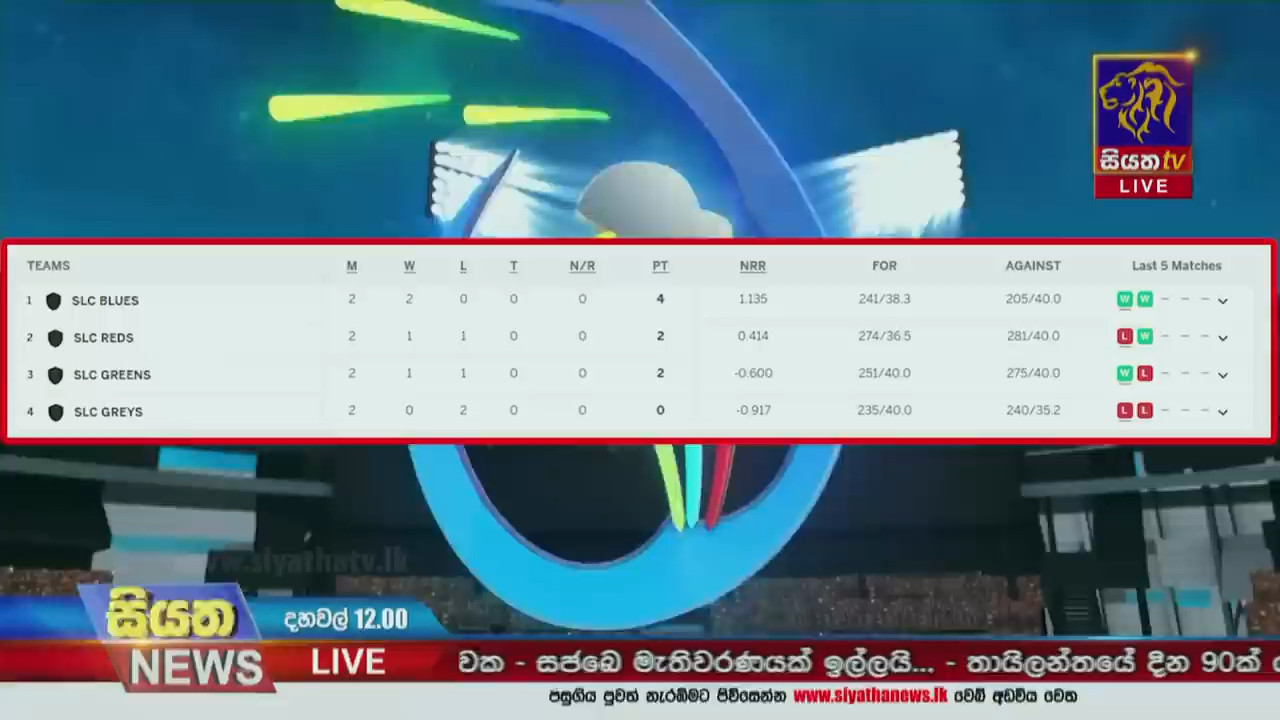 සියත tv
LIVE
TEAMS M W L T N/R PT NRR FOR AGAINST Last 5 Matches
1 SLC BLUES 2 2 0 0 0 4 1.135 241/38.3 205/40.0 W W - - -
2 SLC REDS 2 1 1 0 0 2 0.414 274/36.5 281/40.0 L W - - -
3 SLC GREENS 2 1 1 0 0 2 -0.600 251/40.0 275/40.0 W L - - -
4 SLC GREYS 2 0 2 0 0 0 -0.917 235/40.0 240/35.2 L L - - -
www.siyathatv.lk
සියත දහවල් 12.00
NEWS LIVE වක - සජබෙ මැතිවරණයක් ඉල්ලයි... - තායිලන්තයේ දින 90ක්
පසුගිය පුවත් නැරඹීමට පිවිසෙන්න www.siyathanews.lk වෙබ් අඩවිය වෙත